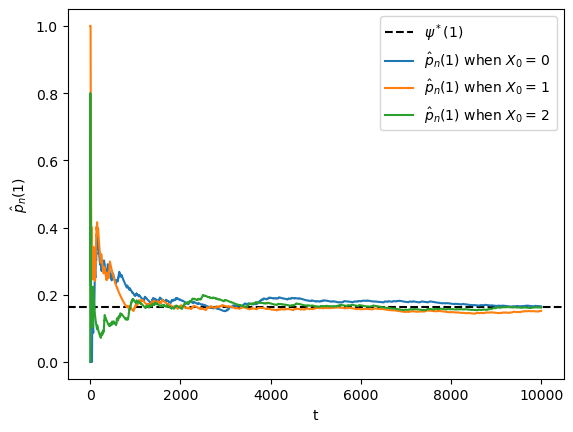 ψ*(1)
p̂ₙ(1) when X₀ = 0
p̂ₙ(1) when X₀ = 1
p̂ₙ(1) when X₀ = 2
p̂ₙ(1)
1.0
0.8
0.6
0.4
0.2
0.0
0 2000 4000 6000 8000 10000
t